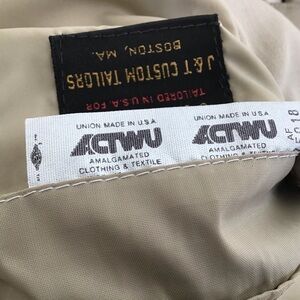 J&T CUSTOM TAILORS
BOSTON, MA.
TAILORED IN U.S.A. FOR
UNION MADE IN U.S.A
ACTWU
AMALGAMATED
CLOTHING & TEXTILE
UNION MADE IN U.S.A
ACTWU
AMALGAMATED
CLOTHING & TEXTILE